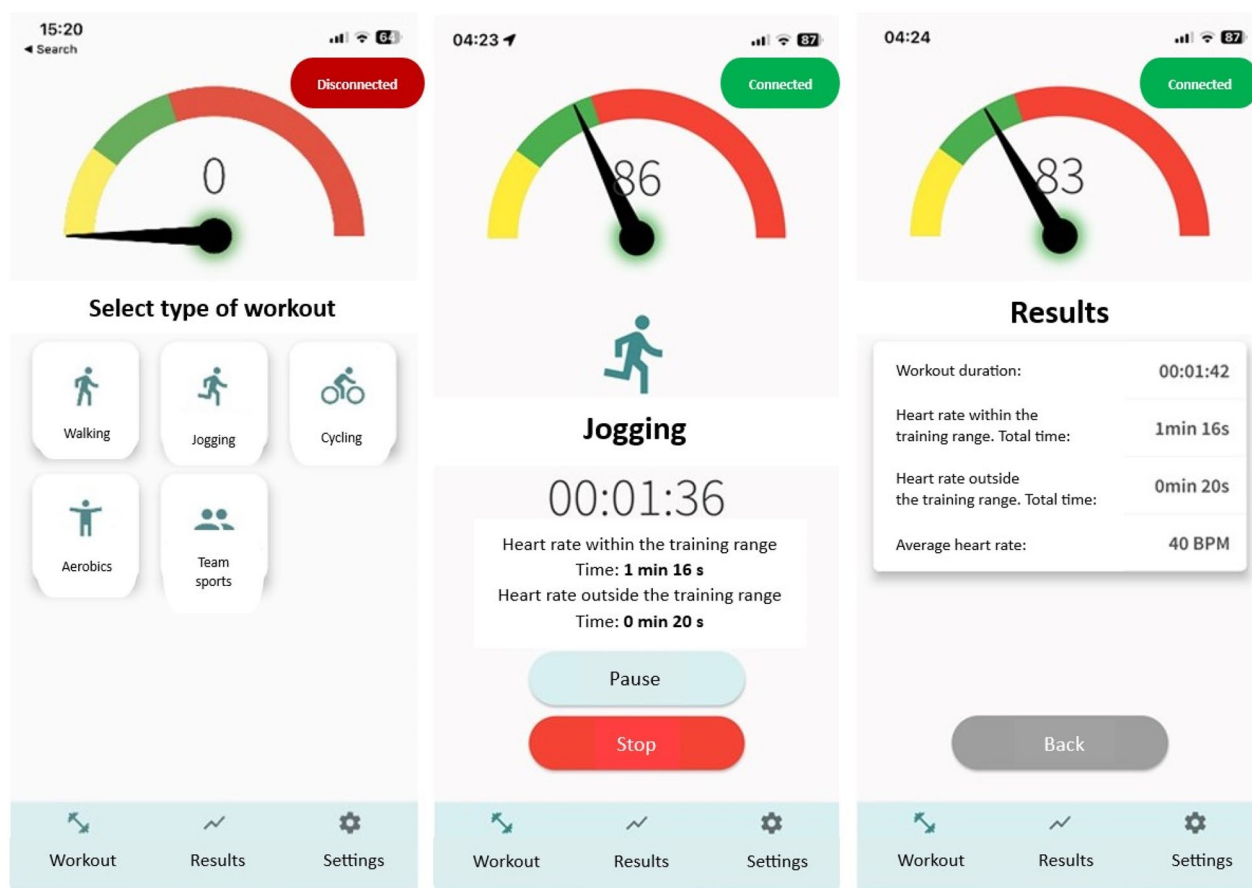 15:20
◀ Search
64
Disconnected
0
Select type of workout
Walking
Jogging
Cycling
Aerobics
Team
sports
Workout
Results
Settings
04:23
87
Connected
86
Jogging
00:01:36
Heart rate within the training range
Time: 1 min 16 s
Heart rate outside the training range
Time: 0 min 20 s
Pause
Stop
Workout
Results
Settings
04:24
87
Connected
83
Results
Workout duration: 00:01:42
Heart rate within the
training range. Total time: 1min 16s
Heart rate outside
the training range. Total time: 0min 20s
Average heart rate: 40 BPM
Back
Workout
Results
Settings